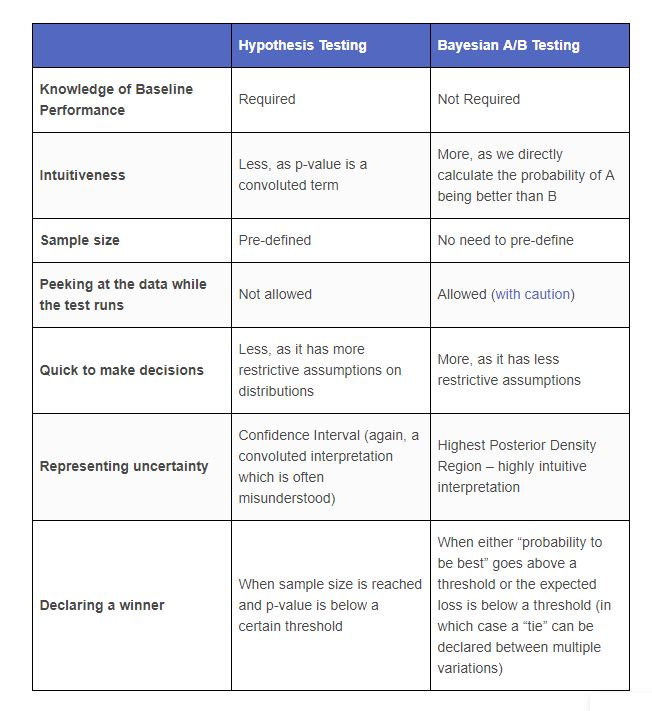 Hypothesis Testing
Bayesian A/B Testing
Knowledge of Baseline
Performance
Required
Not Required
Intuitiveness
Less, as p-value is a
convoluted term
More, as we directly
calculate the probability of A
being better than B
Sample size
Pre-defined
No need to pre-define
Peeking at the data while
the test runs
Not allowed
Allowed (with caution)
Quick to make decisions
Less, as it has more
restrictive assumptions on
distributions
More, as it has less
restrictive assumptions
Representing uncertainty
Confidence Interval (again, a
convoluted interpretation
which is often
misunderstood)
Highest Posterior Density
Region – highly intuitive
interpretation
Declaring a winner
When sample size is reached
and p-value is below a
certain threshold
When either “probability to
be best” goes above a
threshold or the expected
loss is below a threshold (in
which case a “tie” can be
declared between multiple
variations)